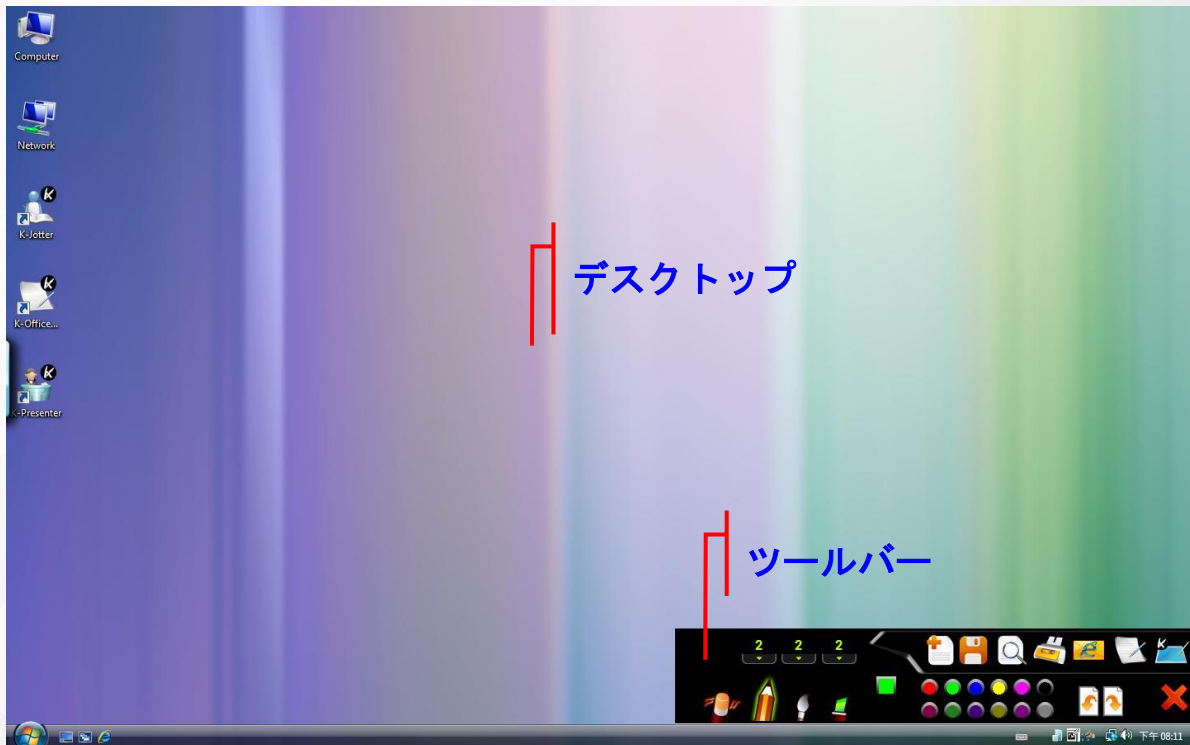 Computer
Network
K-Jotter
K-Office...
K-Presenter
デスクトップ
ツールバー
2 2 2
下午 08:11